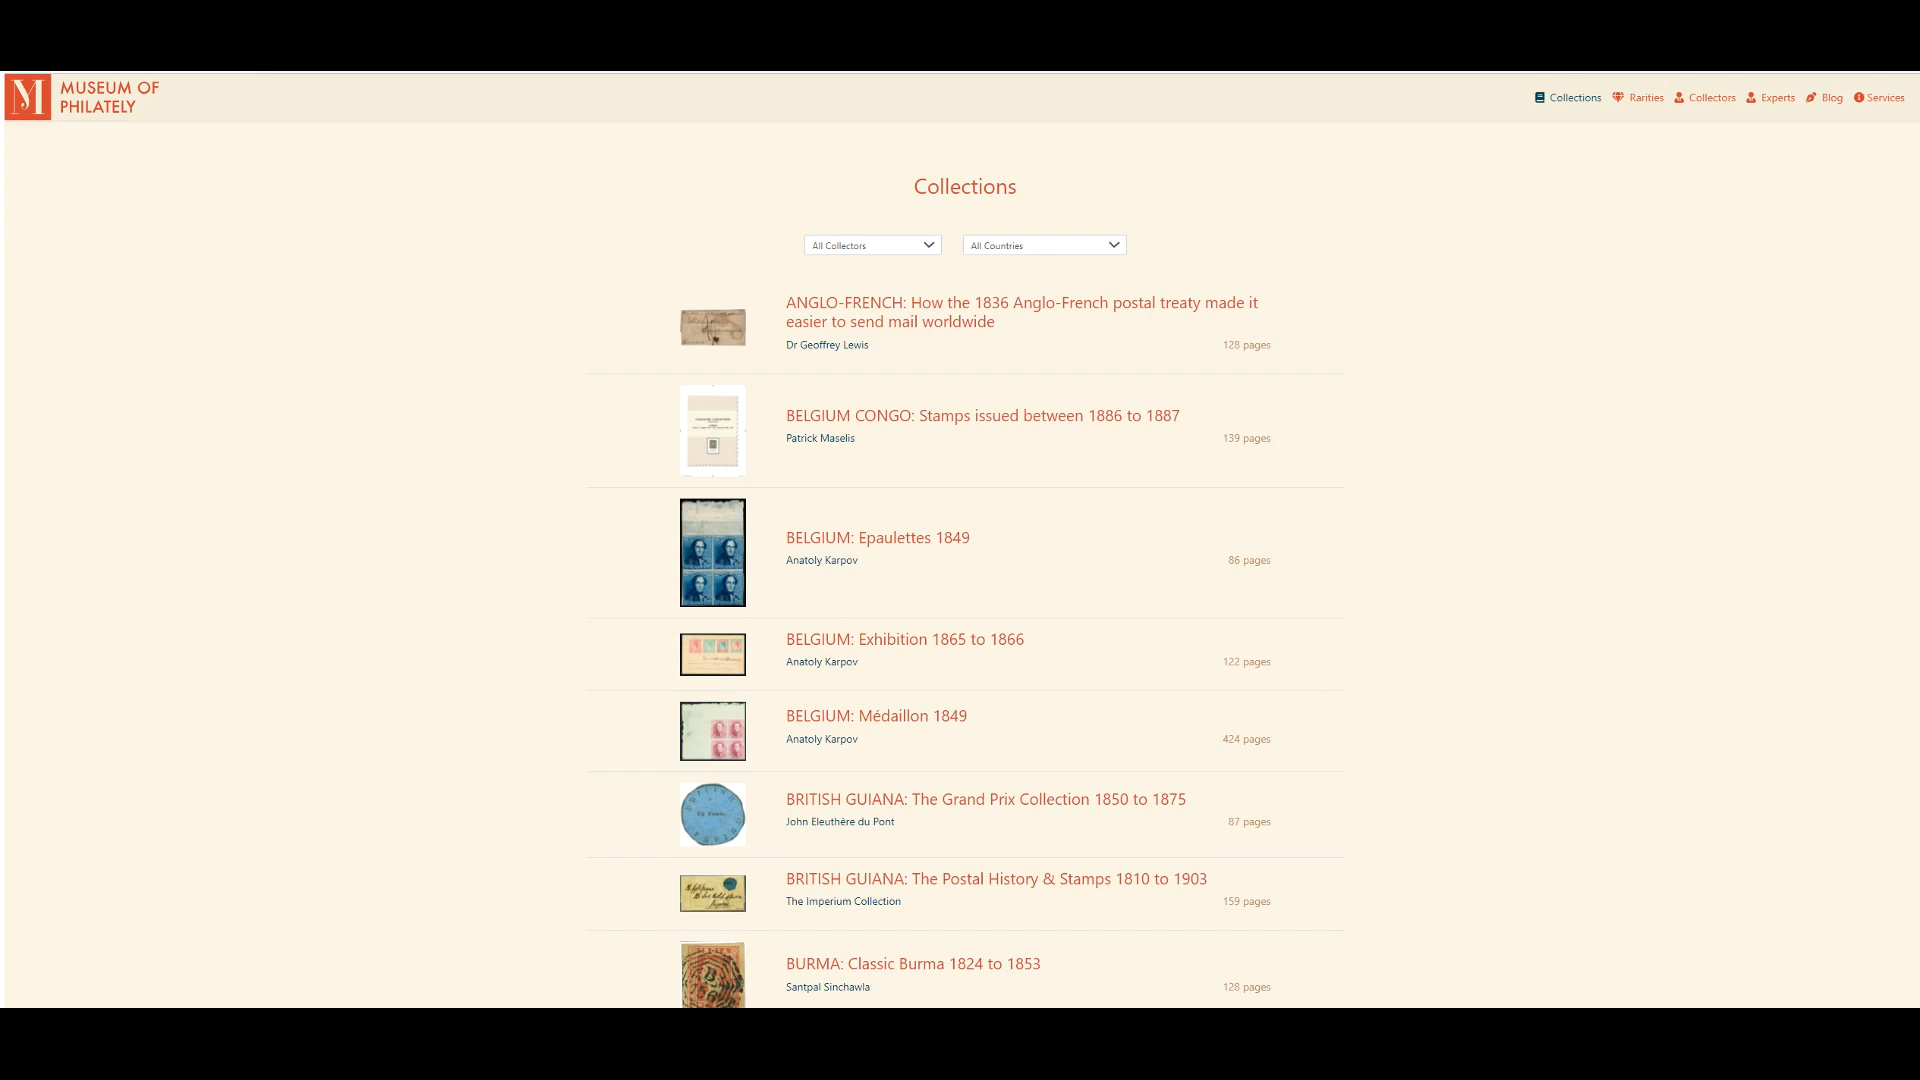 MUSEUM OF
PHILATELY
Collections
Rarities
Collectors
Experts
Blog
Services
Collections
All Collectors
All Countries
ANGLO-FRENCH: How the 1836 Anglo-French postal treaty made it
easier to send mail worldwide
Dr Geoffrey Lewis
128 pages
BELGIUM CONGO: Stamps issued between 1886 to 1887
Patrick Maselis
139 pages
BELGIUM: Epaulettes 1849
Anatoly Karpov
86 pages
BELGIUM: Exhibition 1865 to 1866
Anatoly Karpov
122 pages
BELGIUM: Médaillon 1849
Anatoly Karpov
424 pages
BRITISH GUIANA: The Grand Prix Collection 1850 to 1875
John Eleuthère du Pont
87 pages
BRITISH GUIANA: The Postal History & Stamps 1810 to 1903
The Imperium Collection
159 pages
BURMA: Classic Burma 1824 to 1853
Santpal Sinchawla
128 pages